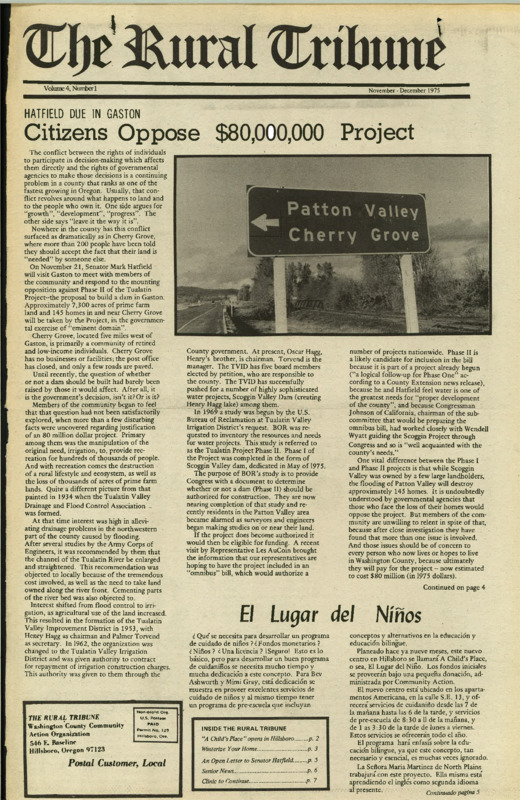 The Rural Tribune
Volume 4, Number 1
November - December 1975
HATFIELD DUE IN GASTON
Citizens Oppose $80,000,000 Project
The conflict between the rights of individuals
to participate in decision-making which affects
them directly and the rights of governmental
agencies to make those decisions is a continuing
problem in a county that ranks as one of the
fastest growing in Oregon. Usually, that con-
flict revolves around what happens to land and
to the people who own it. One side argues for
"growth", "development", "progress". The
other side says "leave it the way it is".
Nowhere in the county has this conflict
surfaced as dramatically as in Cherry Grove,
where more than 200 people have been told
they should accept the fact that their land is
"needed" by someone else.
On November 21, Senator Mark Hatfield
will visit Gaston to meet with members of the
community and respond to the mounting
opposition against Phase II of the Tualatin
Project--the proposal to build a dam in Gaston.
Approximately 7,300 acres of prime farm
land and 145 homes in and near Cherry Grove
will be taken by the Project, in the governmen-
tal exercise of "eminent domain".
Cherry Grove, located five miles west of
Gaston, is primarily a community of retired
and low-income individuals. Cherry Grove
has no businesses or facilities; the post office
has closed, and only a few roads are paved.
Until recently, the question of whether
or not a dam should be built had barely been
raised by those it would affect. After all, it
is the government's decision, isn't it? Or is it?
Members of the community began to feel
that that question had not been satisfactorily
explored, when more than a few disturbing
facts were uncovered regarding justification
of an 80 million dollar project. Primary
among them was the manipulation of the
original need, irrigation, to, provide rec-
reation for hundreds of thousands of people.
And with recreation comes the destruction
of a rural lifestyle and ecosystem, as well as
the loss of thousands of acres of prime farm
lands. Quite a different picture from that
painted in 1934 when the Tualatin Valley
Drainage and Flood Control Association
was formed.
At that time interest was high in alleviat-
ing drainage problems in the northwestern
part of the county caused by flooding.
After several studies by the Army Corps of
Engineers, it was recommended by them that
the channel of the Tualatin River be enlarged
and straightened. This recommendation was
objected to locally because of the tremendous
cost involved, as well as the need to take land
owned along the river front. Cementing parts
of the river bed was also objected to.
Interest shifted from flood control to irri-
gation, as agricultural use of the land increased.
This resulted in the formation of the Tualatin
Valley Improvement District in 1953, with
Henry Hagg as chairman and Palmer Torvend
as secretary. In 1962, the organization was
changed to the Tualatin Valley Irrigation
District and was given authority to contract
for repayment of irrigation construction charges.
This authority was given to them through the
Patton Valley
Cherry Grove
County government. At present, Oscar Hagg,
Henry's brother, is chairman. Torvend is the
manager. The TVID has five board members
elected by petition, who are responsible to
the county. The TVID has successfully
pushed for a number of highly sophisticated
water projects, Scoggin Valley Dam (creating
Henry Hagg lake) among them.
In 1969 a study was begun by the U.S.
Bureau of Reclamation at Tualatin Valley
Irrigation District's request. BOR was re-
quested to inventory the resources and needs
for water projects. This study is referred to
as the Tualatin Project Phase II. Phase I of
the Project was completed in the form of
Scoggin Valley dam, dedicated in May of 1975.
The purpose of BOR's study is to provide
Congress with a document to determine
whether or not a dam (Phase II) should be
authorized for construction. They are now
nearing completion of that study and re-
cently residents in the Patton Valley area
became alarmed as surveyors and engineers
began making studies on or near their land.
If the project does become authorized it
would then be eligible for funding. A recent
visit by Representative Les AuCoin brought
the information that our representatives are
hoping to have the project included in an
"omnibus" bill, which would authorize a
number of projects nationwide. Phase II is
a likely candidate for inclusion in the bill
because it is part of a project already begun
("a logical follow-up for Phase One" ac-
cording to a County Extension news release),
because he and Hatfield feel water is one of
the greatest needs for "proper development
of the county", and because Congressman
Johnson of California, chairman of the sub-
committee that would be preparing the
omnibus bill, had worked closely with Wendell
Wyatt guiding the Scoggin Project through
Congress and so is "well acquainted with the
county's needs."
One vital difference between the Phase I
and Phase II projects is that while Scoggin
Valley was owned by a few large landholders,
the flooding of Patton Valley will destroy
approximately 145 homes. It is undoubtedly
understood by governmental agencies that
those who face the loss of their homes would
oppose the project. But members of the com-
munity are unwilling to relent in spite of that,
because after close investigation they have
found that more than one issue is involved.
And those issues should be of concern to
every person who now lives or hopes to live
in Washington County, because ultimately
they will pay for the project - now estimated
to cost $80 million (in 1975 dollars).
Continued on page 4
El Lugar del Niños
¿Qué se necesita para desarrollar un programa
de cuidado de niños? ¿Fondos monetarios?
¿Niños? ¿Una licencia? ¡Seguro! Esto es lo
básico, pero para desarrollar un buen programa
de cuidaniños se necesita mucho tiempo y
mucha dedicación a este concepto. Para Bev
Ashworth y Mimi Gray, está dedicación se
muestra en proveer excelentes servicios de
cuidado de niños y al mismo tiempo tener
un programa de pre-escuela que incluyan
conceptos y alternativos en la educación y
educación bilingue.
Planeado hace ya nueve meses, este nuevo
centro en Hillsboro se llamará A Child's Place,
o sea, El Lugar del Niño. Los fondos iniciales
se proveerán bajo una pequeña donación, ad-
ministrada por Community Action.
El nuevo centro está ubicado en los aparta-
mentos Americana, en la calle S.E. 13, y of-
recerá servicios de cuidado desde las 7 de
la mañana hasta las 6 de la tarde, y servicios
de pre-escuela de 8:30 a 11 de la mañana, y
de 1 a 3:30 de la tarde de lunes a viernes.
Estos servicios se ofrecerán todo el año.
El programa hará enfasis sobre la edu-
cación bilingue, ya que este concepto, tan
necesario y esencial, es muchas veces ignorado.
La Señora Maria Martinez de North Plains
trabajará con este proyecto. Ella misma está
aprendiendo el inglés como segunda idioma
al presente.
Continuado pagina 5
THE RURAL TRIBUNE
Washington County Community
Action Organization
546 E. Baseline
Hillsboro, Oregon 97123
Non-profit Org.
U.S. Postage
PAID
Permit No. 129
Hillsboro, Ore.
Postal Customer, Local
INSIDE THE RURAL TRIBUNE
"A Child's Place" opens in Hillsboro......p. 2
Winterize Your Home......p. 3
An Open Letter to Senator Hatfield......p. 5
Senior News......p. 6
Clinic to Continue......p. 7